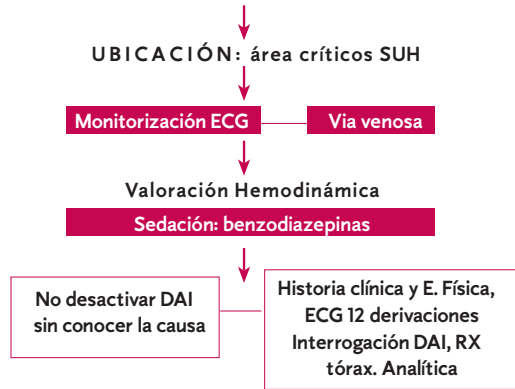 UBICACIÓN: área críticos SUH
Monitorización ECG
Via venosa
Valoración Hemodinámica
Sedación: benzodiazepinas
No desactivar DAI
sin conocer la causa
Historia clínica y E. Física,
ECG 12 derivaciones
Interrogación DAI, RX
tórax. Analítica